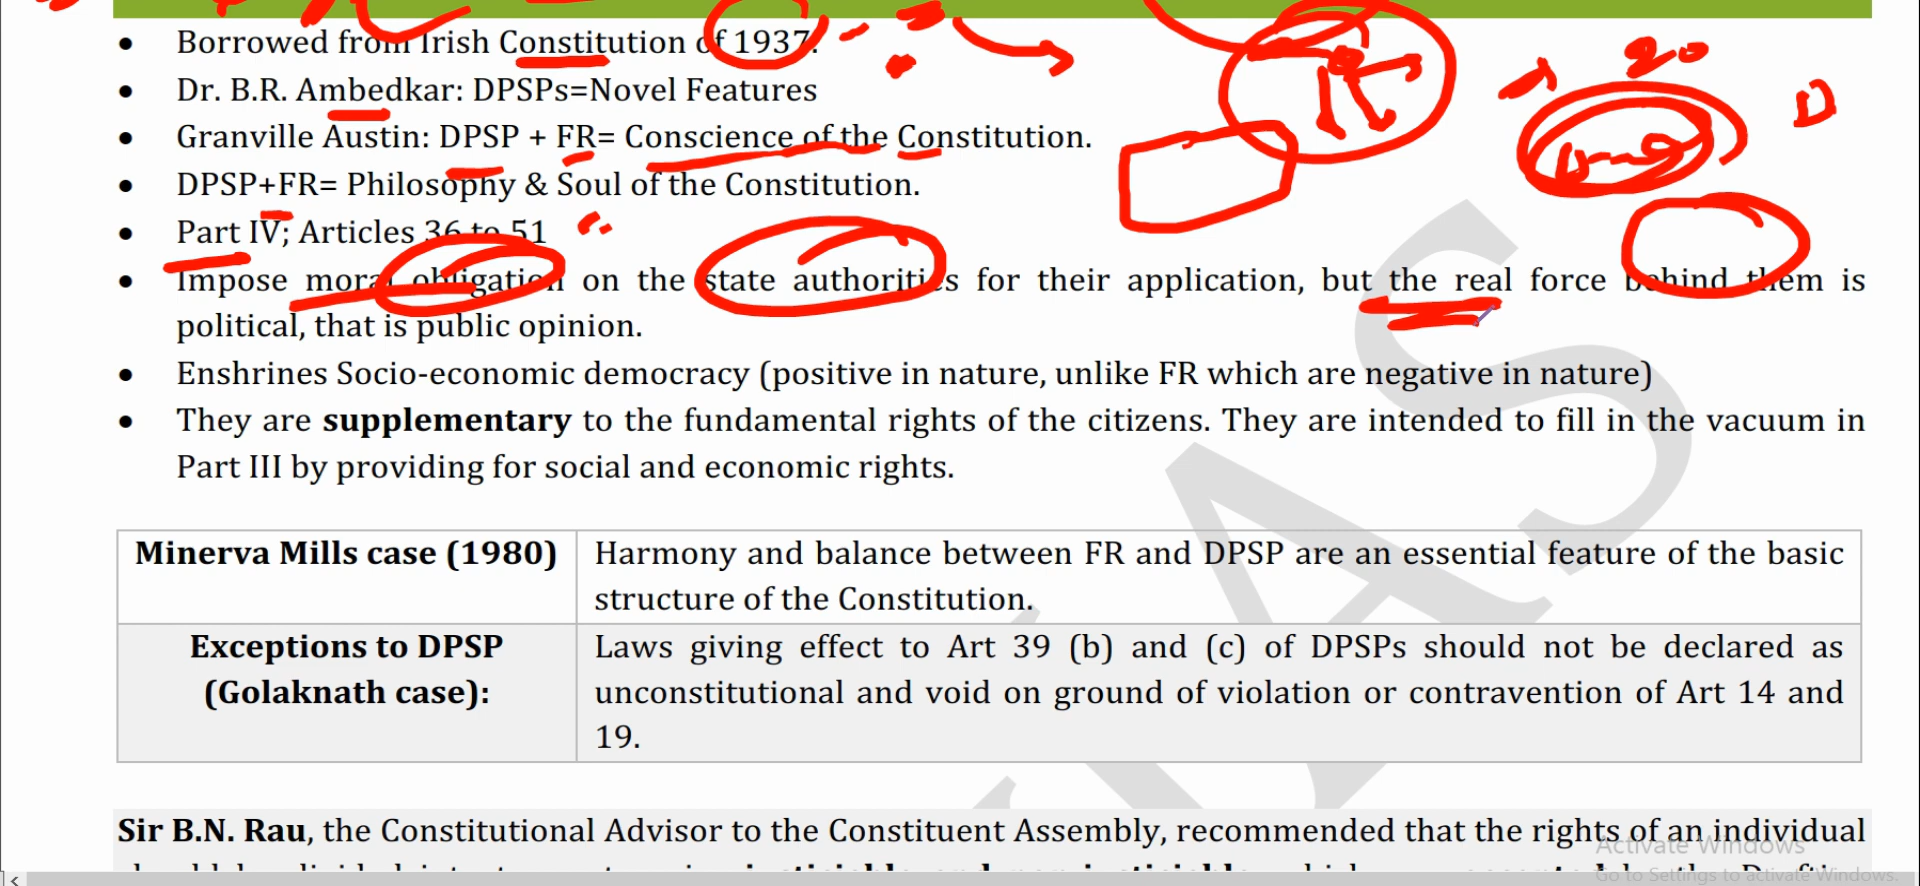 • Borrowed from Irish Constitution of 1937.
• Dr. B.R. Ambedkar: DPSPs=Novel Features
• Granville Austin: DPSP + FR= Conscience of the Constitution.
• DPSP+FR= Philosophy & Soul of the Constitution.
• Part IV; Articles 36 to 51
• Impose moral obligation on the state authorities for their application, but the real force behind them is
political, that is public opinion.
• Enshrines Socio-economic democracy (positive in nature, unlike FR which are negative in nature)
• They are supplementary to the fundamental rights of the citizens. They are intended to fill in the vacuum in
Part III by providing for social and economic rights.
Minerva Mills case (1980)
Harmony and balance between FR and DPSP are an essential feature of the basic
structure of the Constitution.
Exceptions to DPSP
(Golaknath case):
Laws giving effect to Art 39 (b) and (c) of DPSPs should not be declared as
unconstitutional and void on ground of violation or contravention of Art 14 and
19.
Sir B.N. Rau, the Constitutional Advisor to the Constituent Assembly, recommended that the rights of an individual
Activate Windows
Go to Settings to activate Windows.